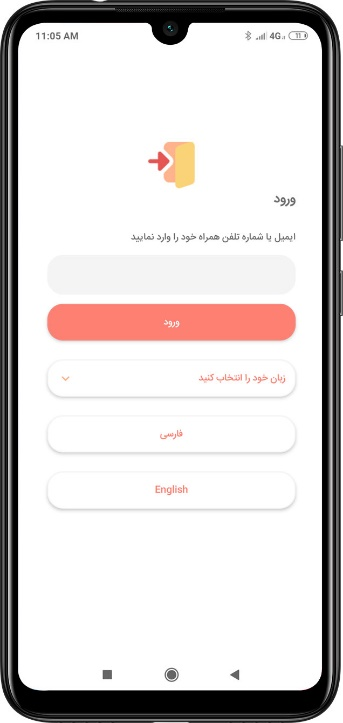 11:05 AM
4G
11
ورود
ایمیل یا شماره تلفن همراه خود را وارد نمایید
ورود
زبان خود را انتخاب کنید
فارسی
English